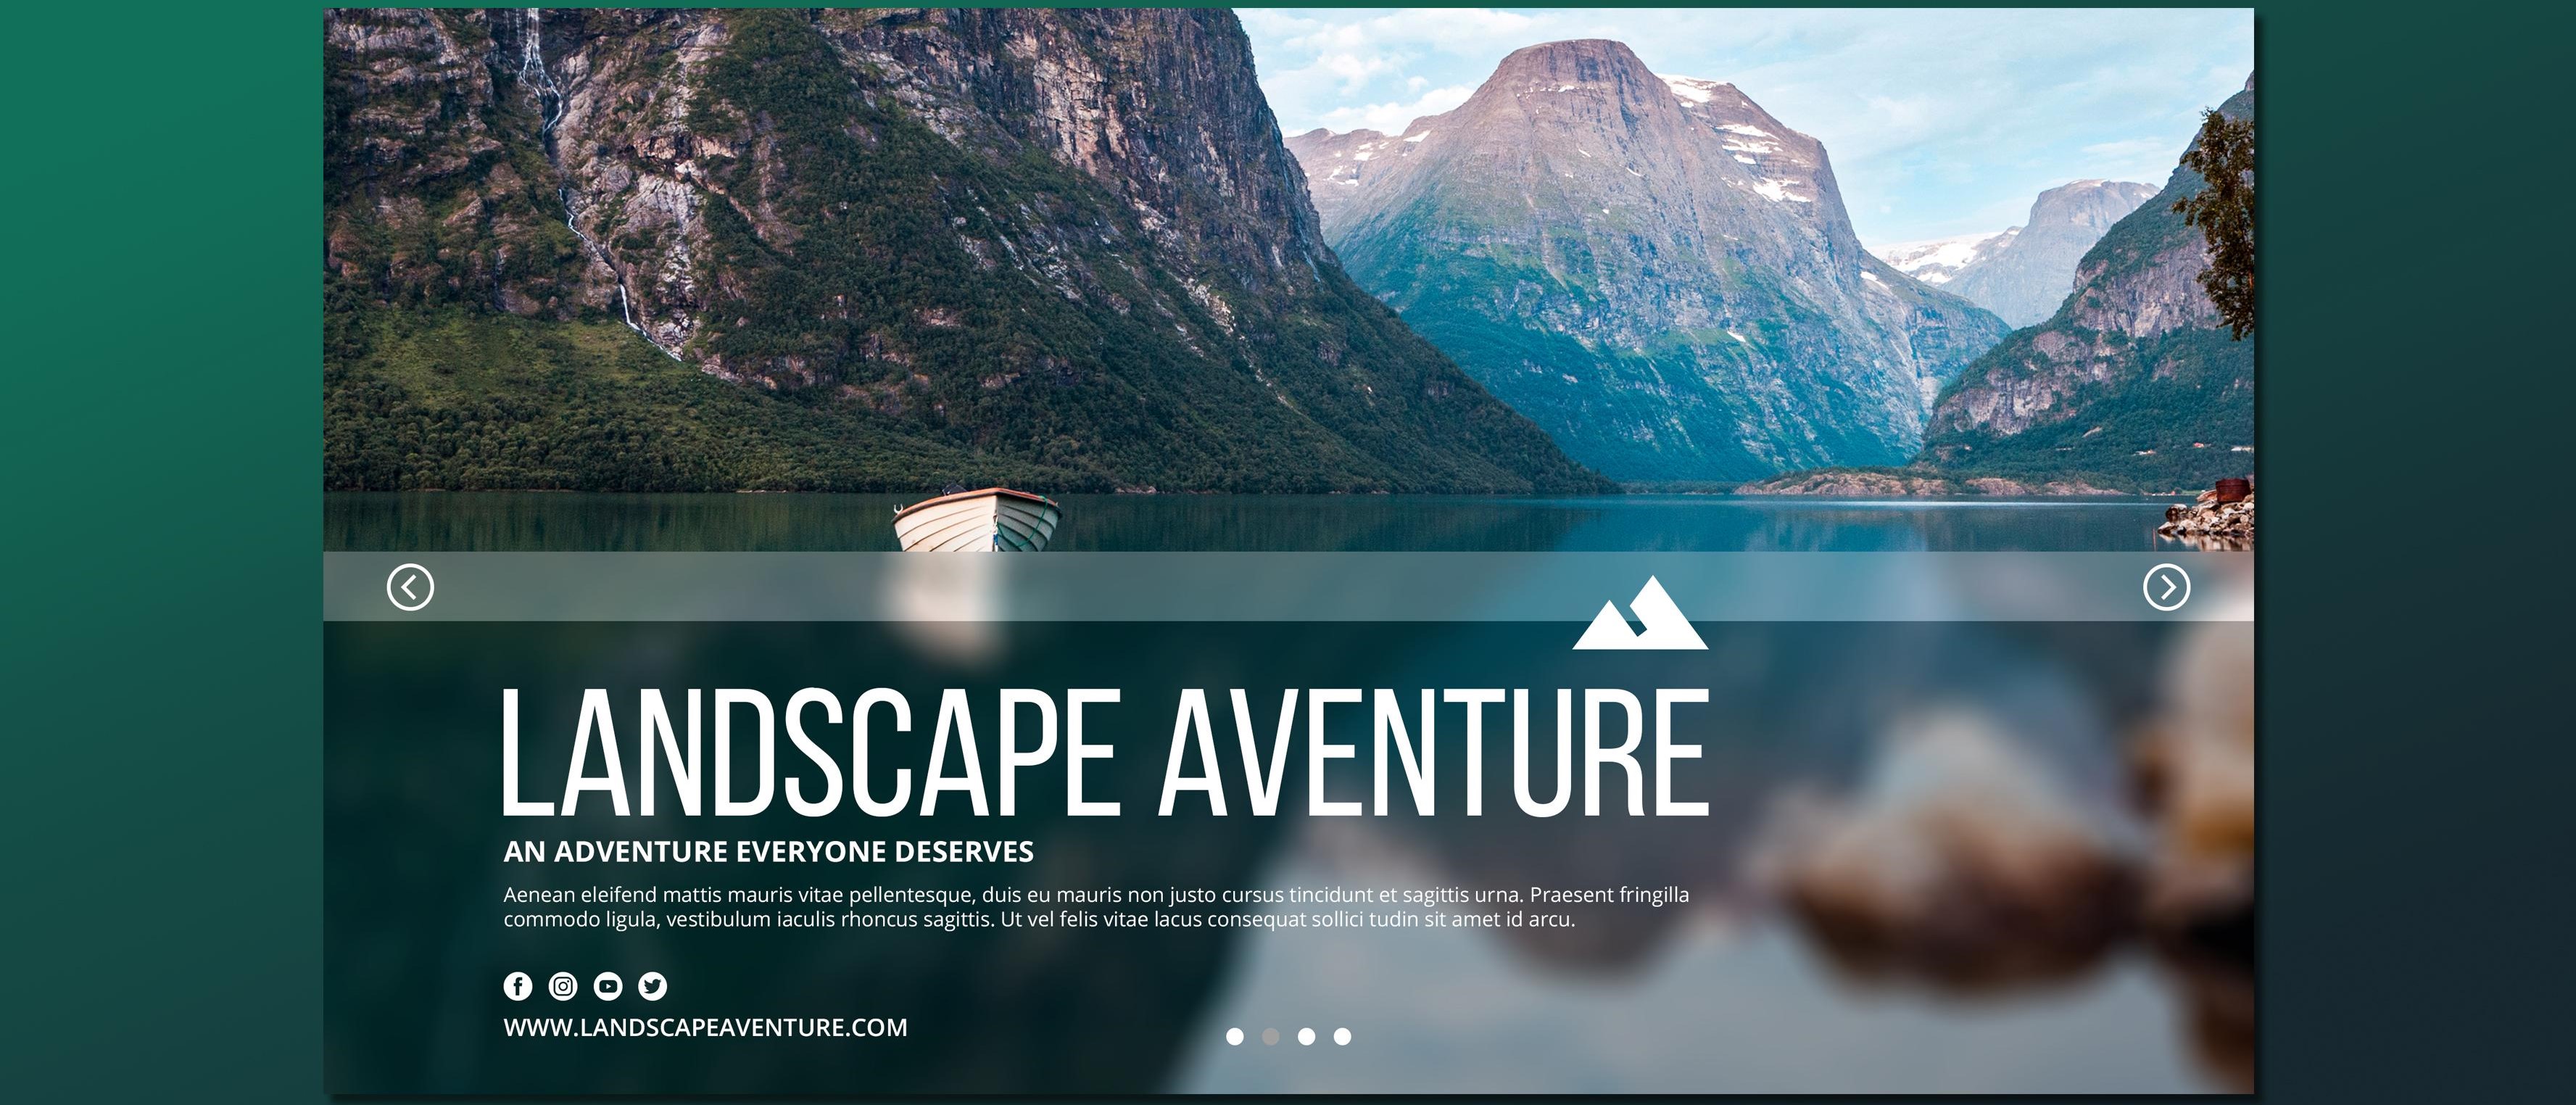 LANDSCAPE AVENTURE
AN ADVENTURE EVERYONE DESERVES
Aenean eleifend mattis mauris vitae pellentesque, duis eu mauris non justo cursus tincidunt et sagittis urna. Praesent fringilla
commodo ligula, vestibulum iaculis rhoncus sagittis. Ut vel felis vitae lacus consequat sollici tudin sit amet id arcu.
WWW.LANDSCAPEAVENTURE.COM